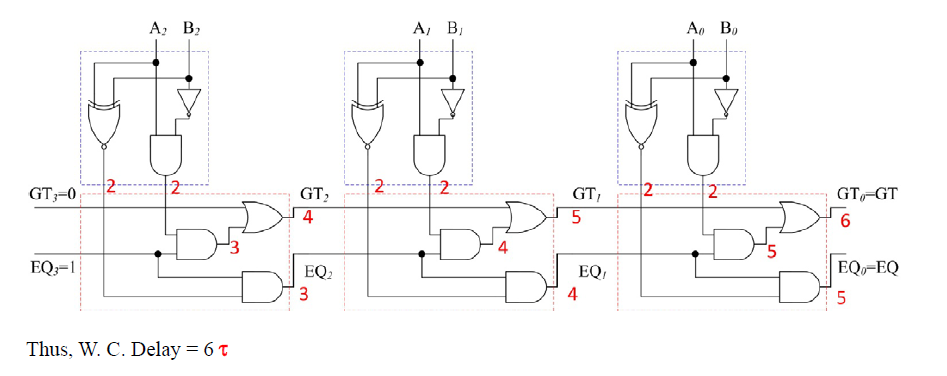 A₂ B₂ A₁ B₁ A₀ B₀
2 2 2 2 2 2
GT₃=0 GT₂ GT₁ GT₀=GT
4 5 6
3 4 5
EQ₃=1 EQ₂ EQ₁ EQ₀=EQ
3 4 5
Thus, W. C. Delay = 6 τ